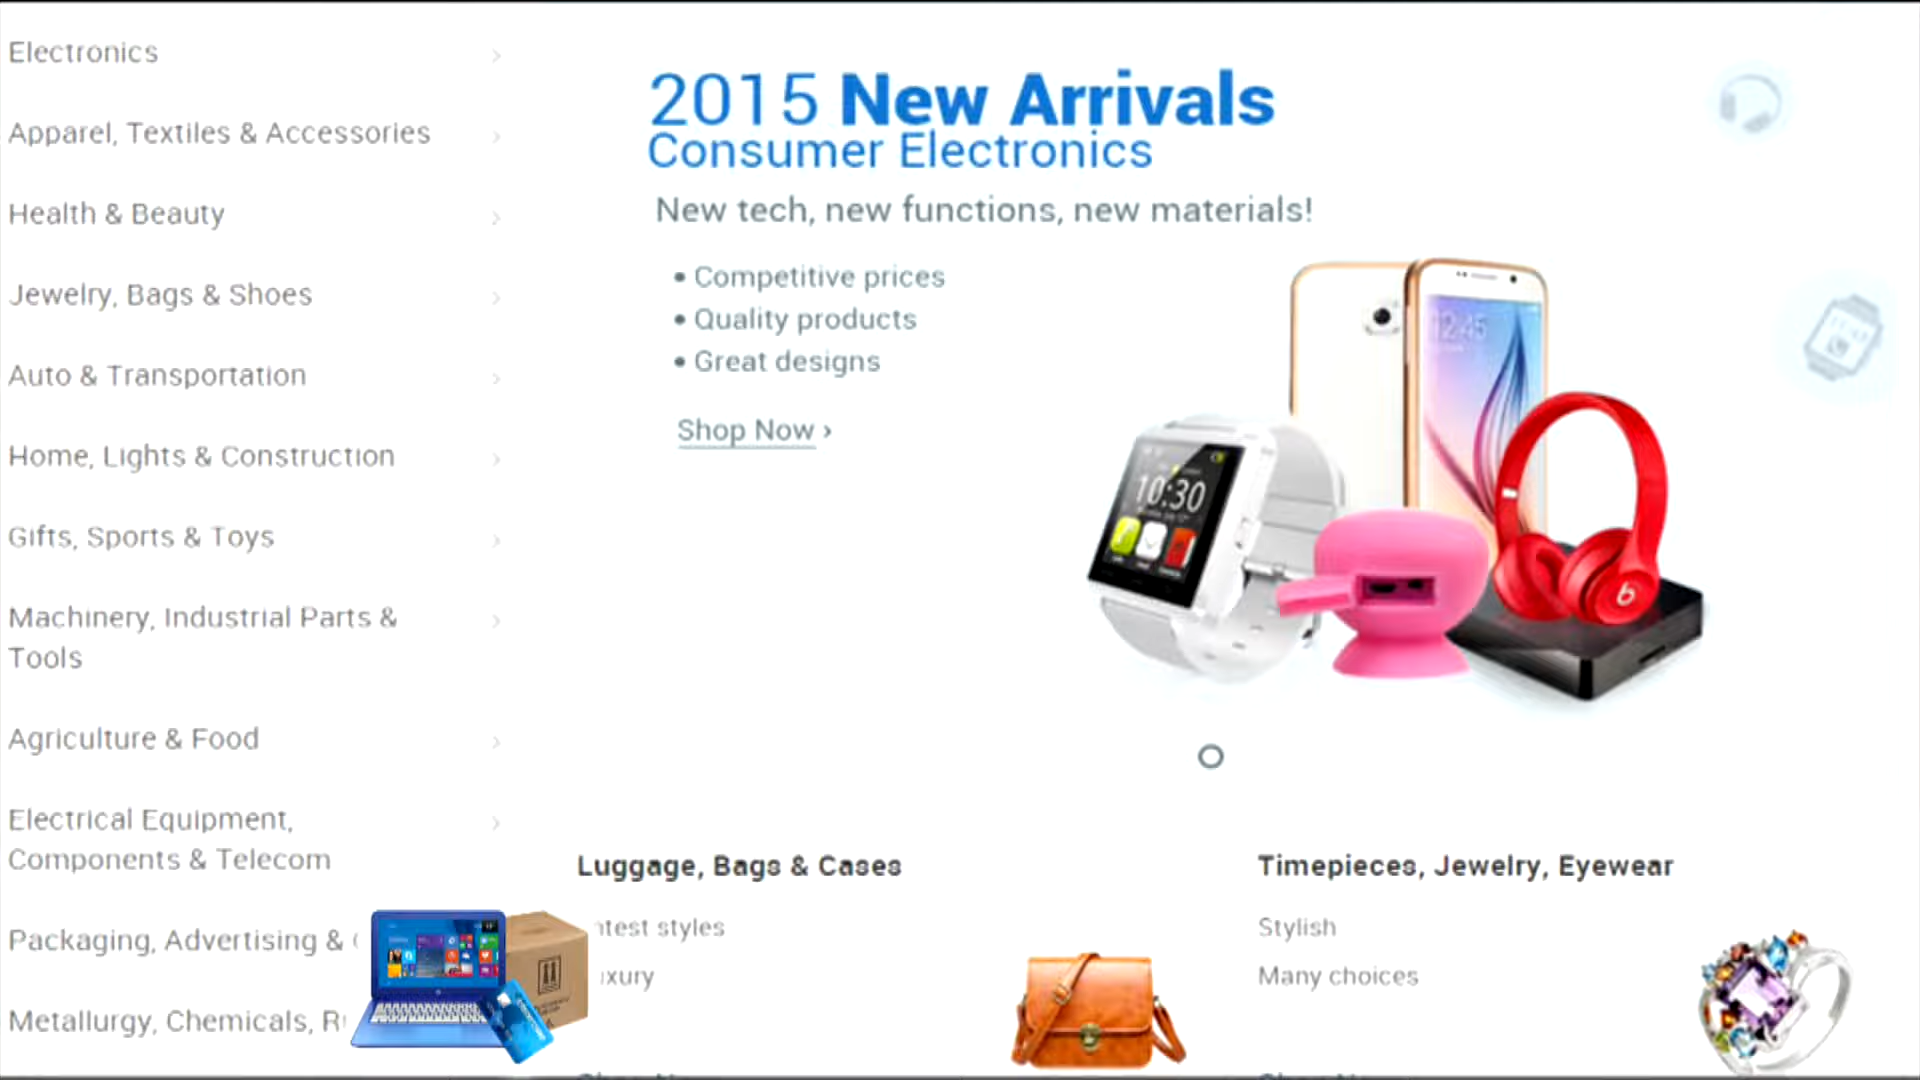 Electronics
Apparel, Textiles & Accessories
Health & Beauty
Jewelry, Bags & Shoes
Auto & Transportation
Home, Lights & Construction
Gifts, Sports & Toys
Machinery, Industrial Parts &
Tools
Agriculture & Food
Electrical Equipment,
Components & Telecom
Packaging, Advertising &
Metallurgy, Chemicals,
2015 New Arrivals
Consumer Electronics
New tech, new functions, new materials!
• Competitive prices
• Quality products
• Great designs
Shop Now ›
12:45
10:30
b
Luggage, Bags & Cases
styles
Timepieces, Jewelry, Eyewear
Stylish
Many choices